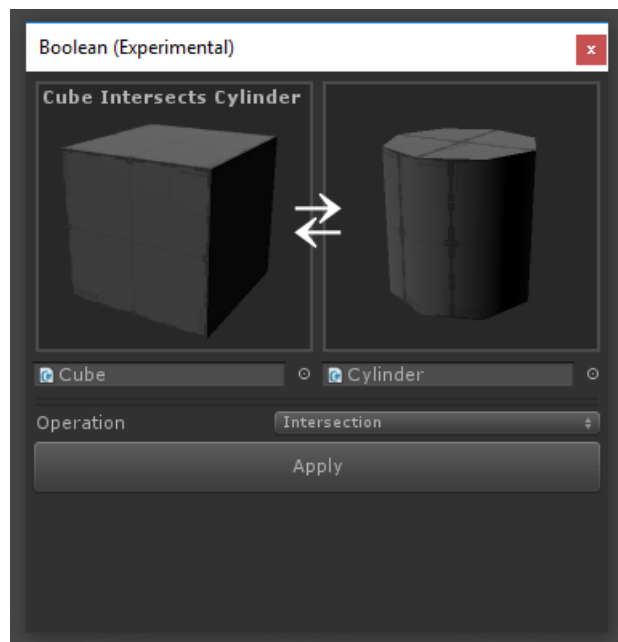 Boolean (Experimental)
x
Cube Intersects Cylinder
Cube
Cylinder
Operation
Intersection
Apply